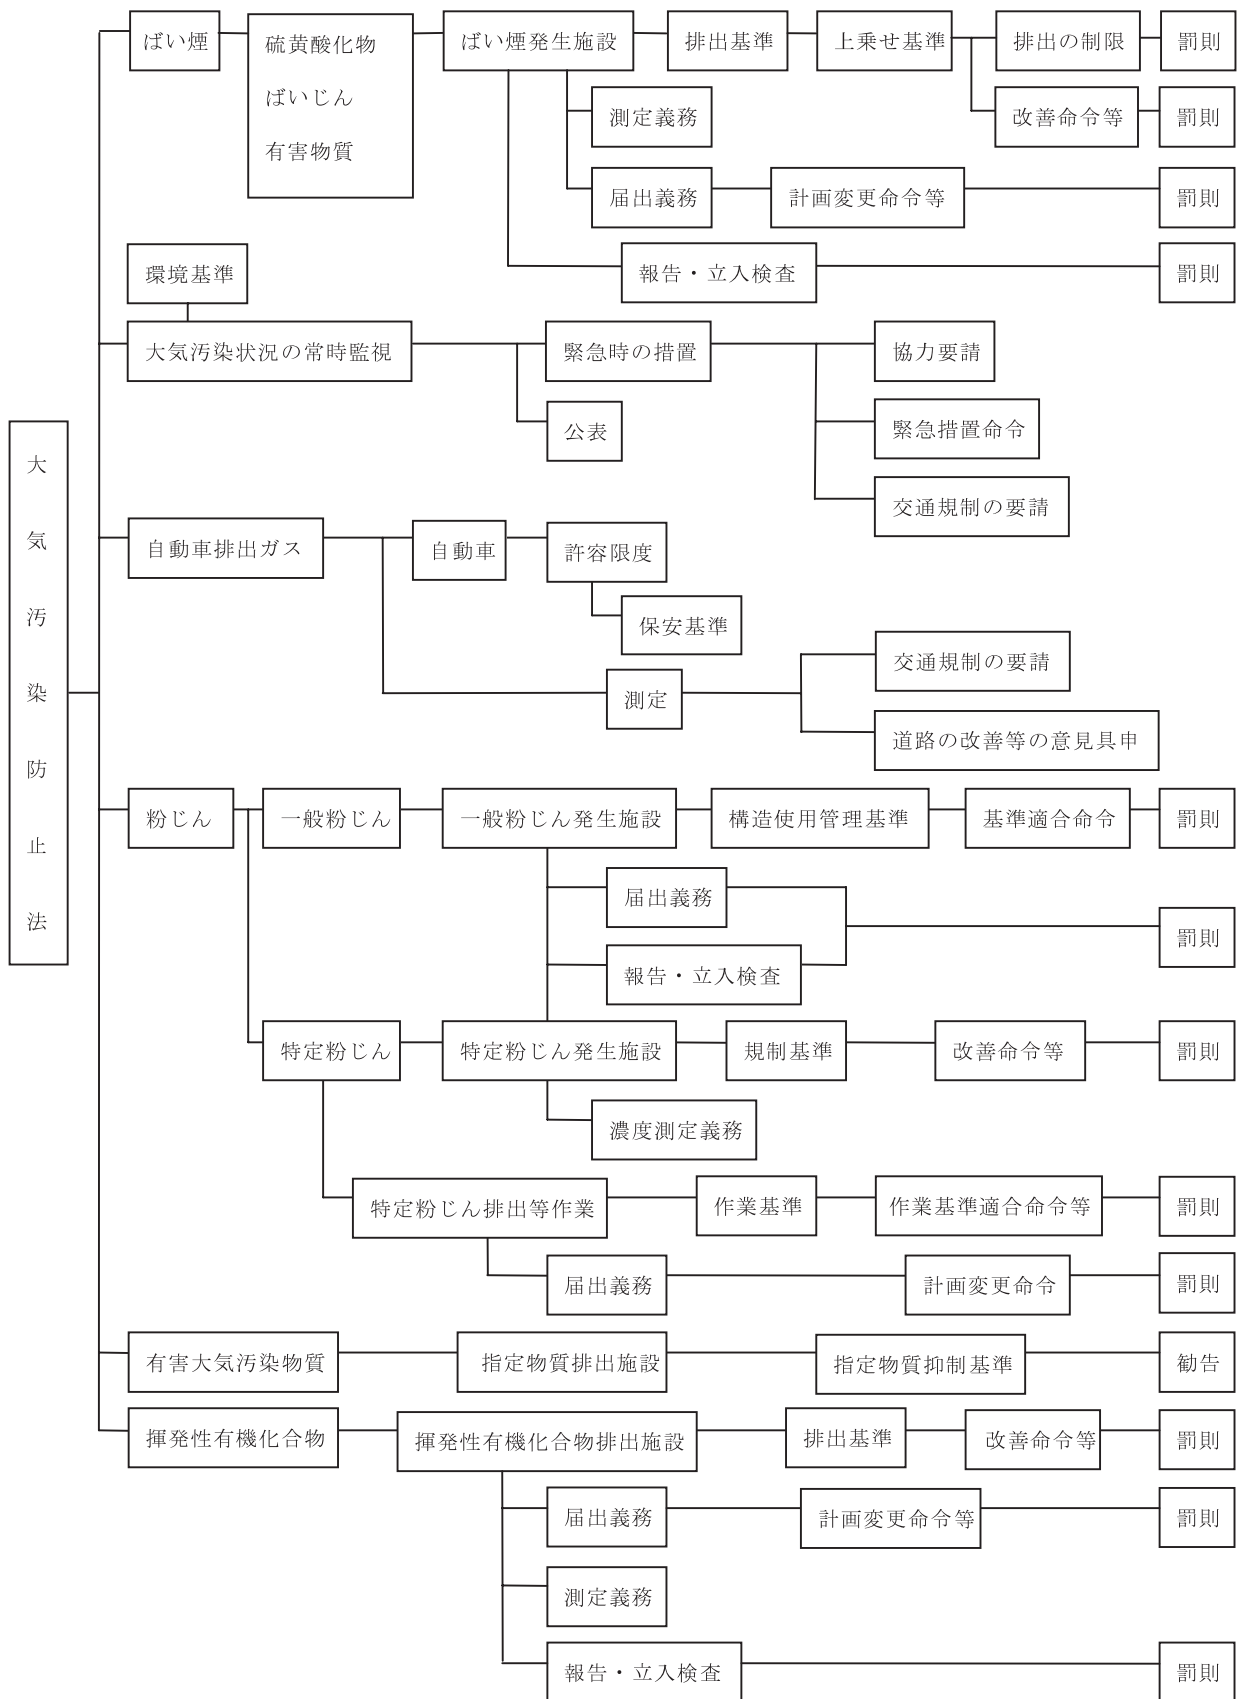 ばい煙
硫黄酸化物
ばいじん
有害物質
ばい煙発生施設
排出基準
上乗せ基準
排出の制限
罰則
測定義務
改善命令等
罰則
届出義務
計画変更命令等
罰則
環境基準
報告・立入検査
罰則
大気汚染状況の常時監視
緊急時の措置
協力要請
公表
緊急措置命令
交通規制の要請
大気汚染防止法
自動車排出ガス
自動車
許容限度
保安基準
測定
交通規制の要請
道路の改善等の意見具申
粉じん
一般粉じん
一般粉じん発生施設
構造使用管理基準
基準適合命令
罰則
届出義務
報告・立入検査
罰則
特定粉じん
特定粉じん発生施設
規制基準
改善命令等
罰則
濃度測定義務
特定粉じん排出等作業
作業基準
作業基準適合命令等
罰則
届出義務
計画変更命令
罰則
有害大気汚染物質
指定物質排出施設
指定物質抑制基準
勧告
揮発性有機化合物
揮発性有機化合物排出施設
排出基準
改善命令等
罰則
届出義務
計画変更命令等
罰則
測定義務
報告・立入検査
罰則